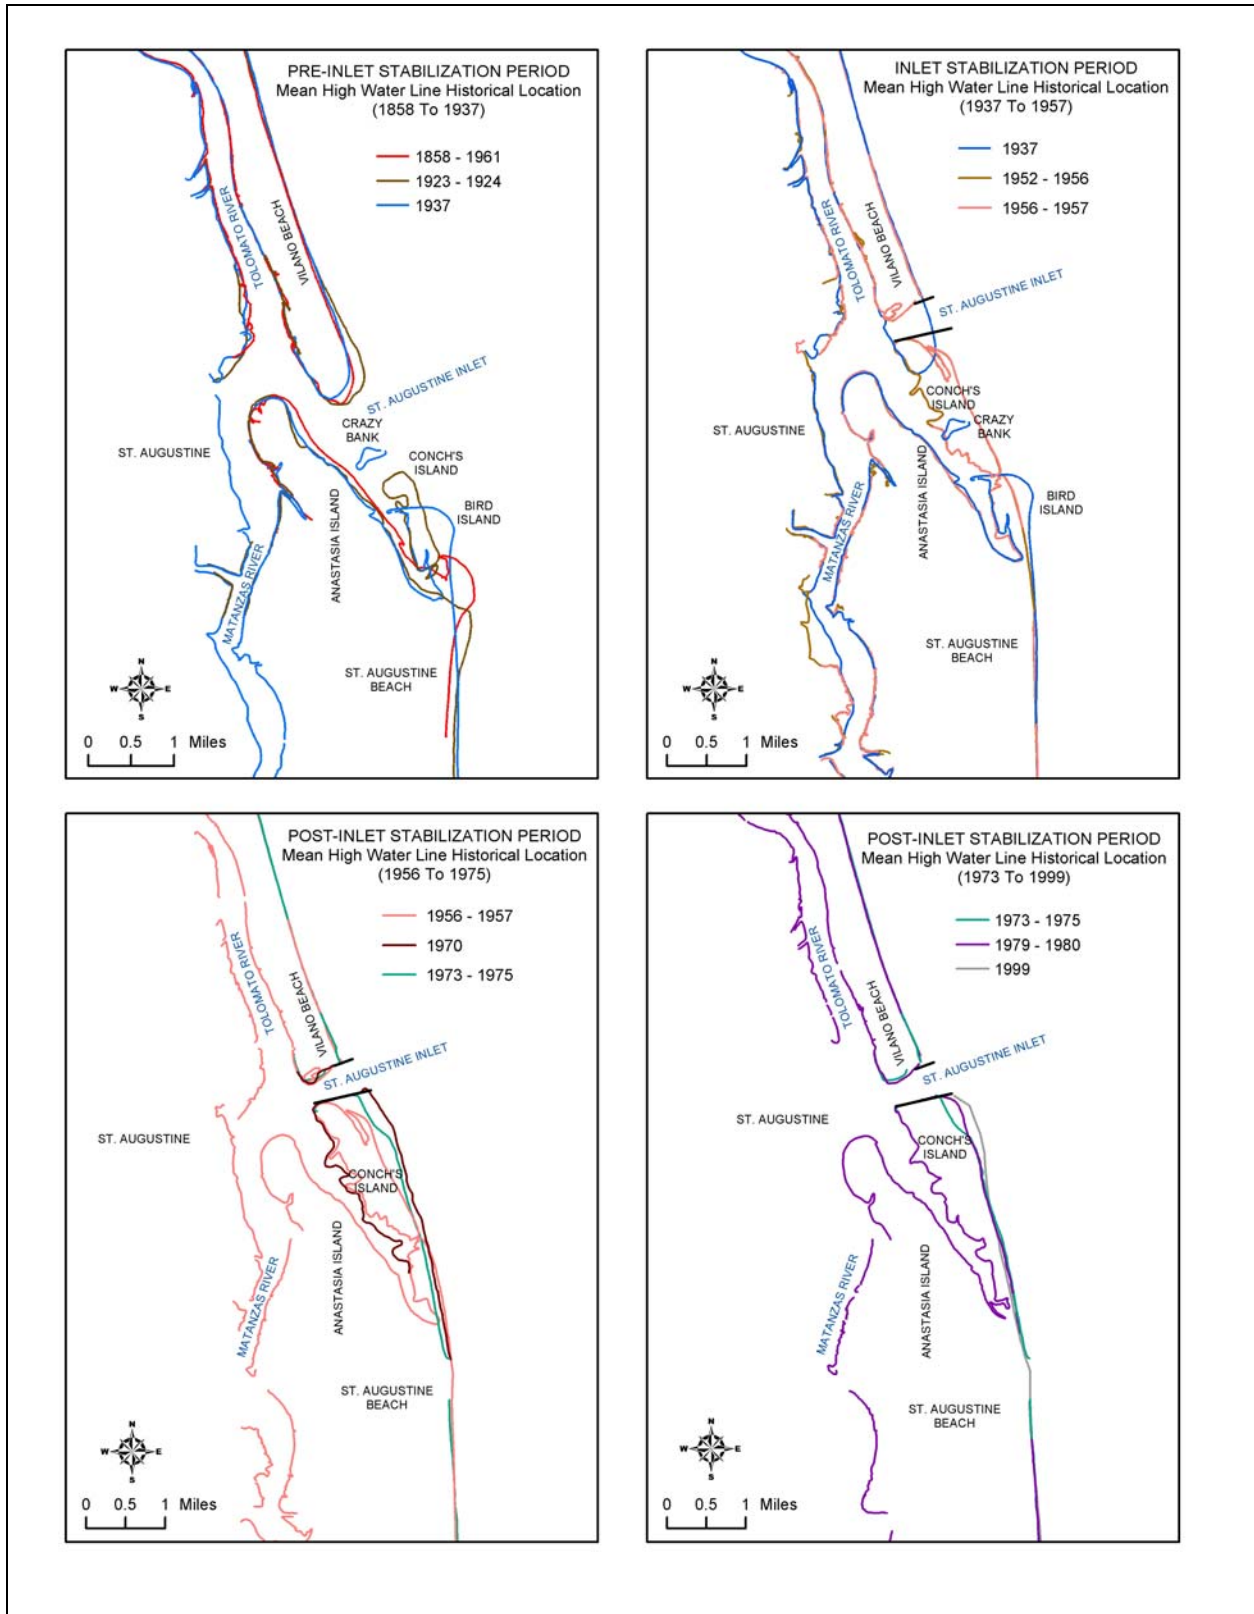 PRE-INLET STABILIZATION PERIOD
Mean High Water Line Historical Location
(1858 To 1937)
1858 - 1961
1923 - 1924
1937
TOLOMATO RIVER
VILANO BEACH
ST. AUGUSTINE INLET
CRAZY
BANK
CONCH'S
ISLAND
ST. AUGUSTINE
BIRD
ISLAND
ANASTASIA ISLAND
MATANZAS RIVER
ST. AUGUSTINE
BEACH
N
W E
S
0 0.5 1 Miles
INLET STABILIZATION PERIOD
Mean High Water Line Historical Location
(1937 To 1957)
1937
1952 - 1956
1956 - 1957
TOLOMATO RIVER
VILANO BEACH
ST. AUGUSTINE INLET
CONCH'S
ISLAND
CRAZY
BANK
ST. AUGUSTINE
BIRD
ISLAND
ANASTASIA ISLAND
MATANZAS RIVER
ST. AUGUSTINE
BEACH
N
W E
S
0 0.5 1 Miles
POST-INLET STABILIZATION PERIOD
Mean High Water Line Historical Location
(1956 To 1975)
1956 - 1957
1970
1973 - 1975
TOLOMATO RIVER
VILANO BEACH
ST. AUGUSTINE INLET
ST. AUGUSTINE
CONCH'S
ISLAND
ANASTASIA ISLAND
MATANZAS RIVER
ST. AUGUSTINE
BEACH
N
W E
S
0 0.5 1 Miles
POST-INLET STABILIZATION PERIOD
Mean High Water Line Historical Location
(1973 To 1999)
1973 - 1975
1979 - 1980
1999
TOLOMATO RIVER
VILANO BEACH
ST. AUGUSTINE INLET
ST. AUGUSTINE
CONCH'S
ISLAND
ANASTASIA ISLAND
MATANZAS RIVER
ST. AUGUSTINE
BEACH
N
W E
S
0 0.5 1 Miles